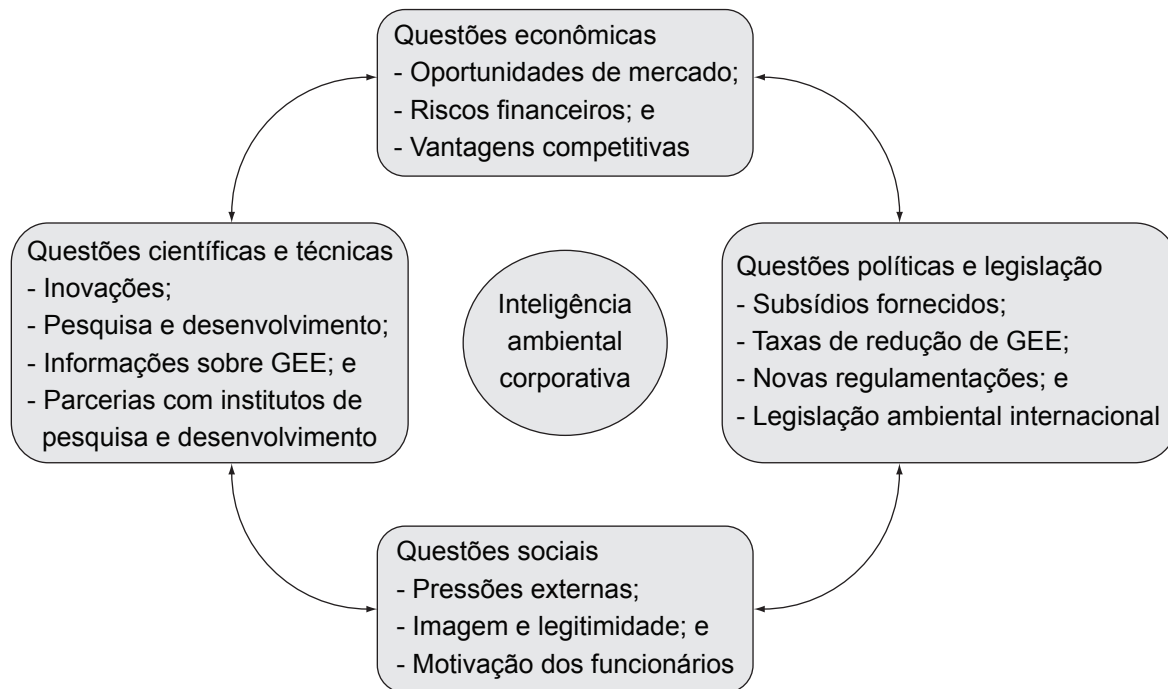 Questões econômicas
- Oportunidades de mercado;
- Riscos financeiros; e
- Vantagens competitivas
Questões científicas e técnicas
- Inovações;
- Pesquisa e desenvolvimento;
- Informações sobre GEE; e
- Parcerias com institutos de
pesquisa e desenvolvimento
Inteligência
ambiental
corporativa
Questões políticas e legislação
- Subsídios fornecidos;
- Taxas de redução de GEE;
- Novas regulamentações; e
- Legislação ambiental internacional
Questões sociais
- Pressões externas;
- Imagem e legitimidade; e
- Motivação dos funcionários